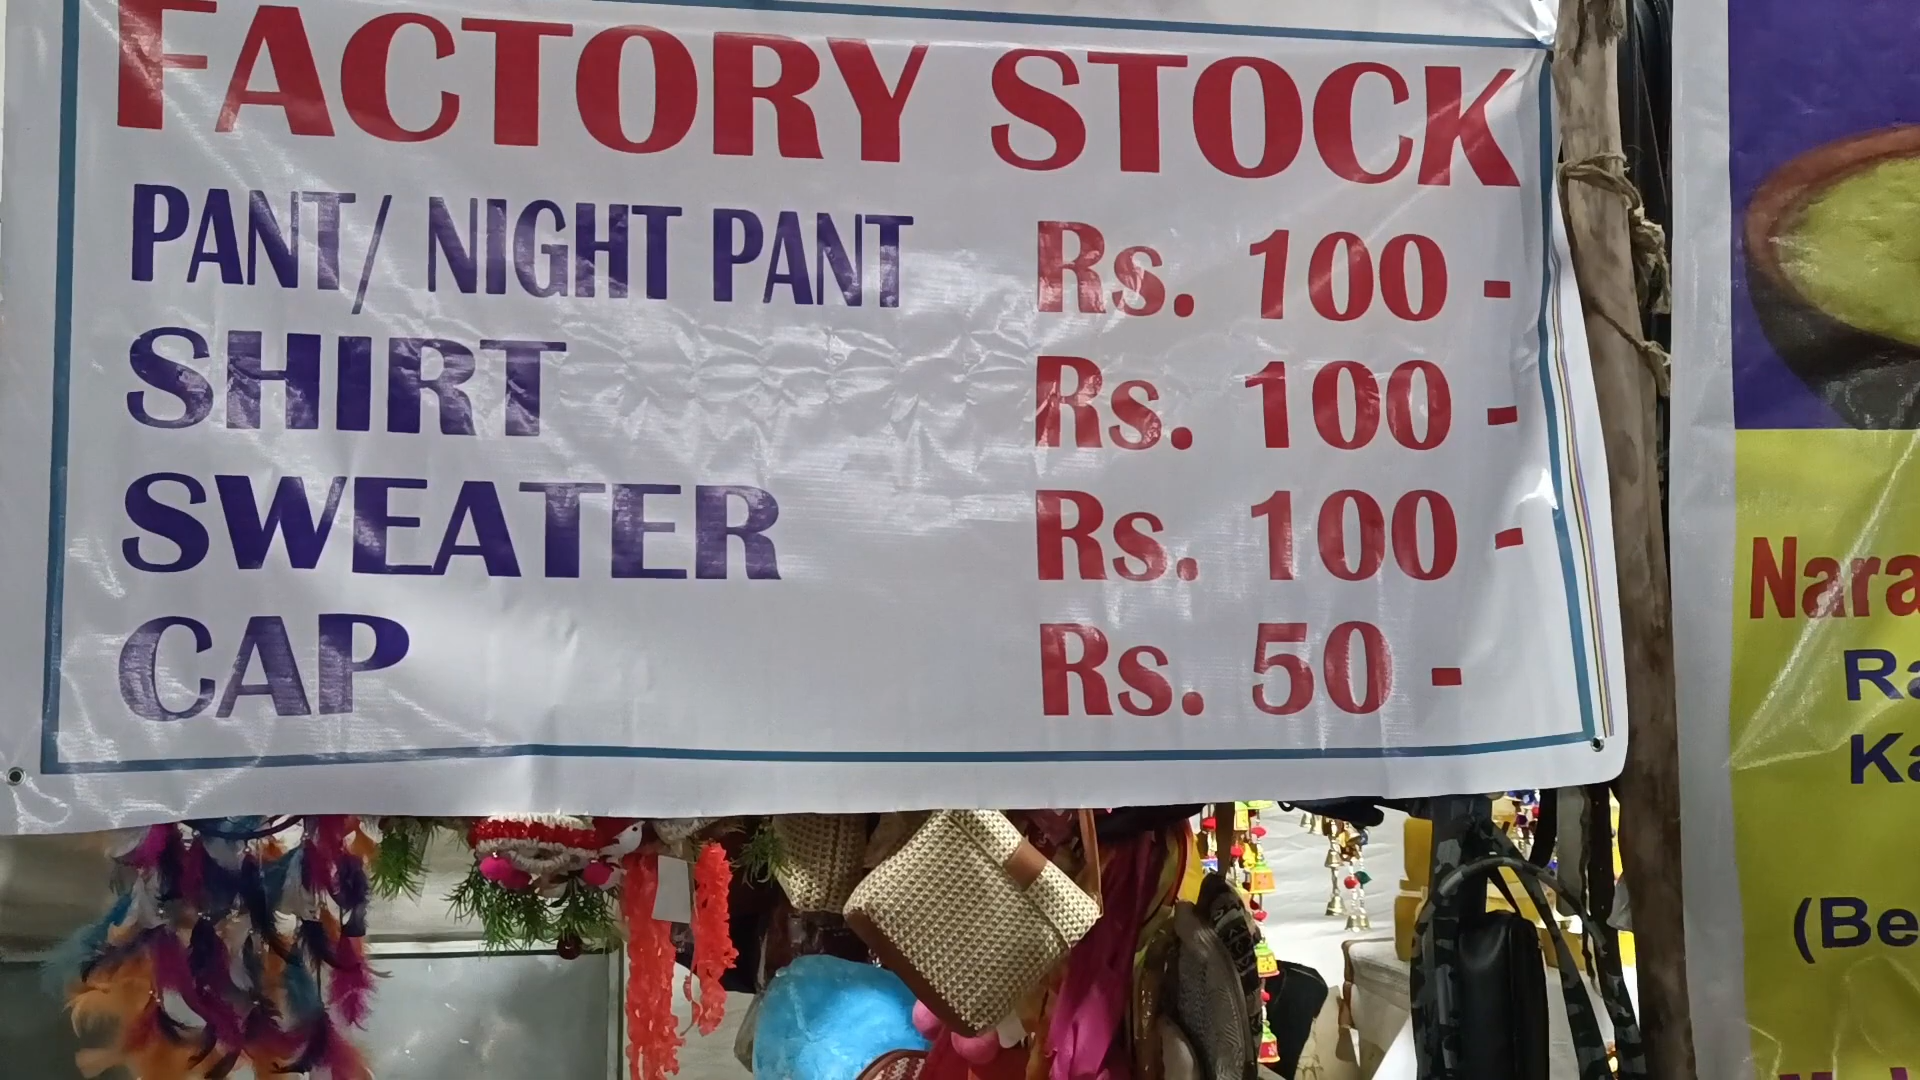 FACTORY STOCK
PANT/ NIGHT PANT Rs. 100 -
SHIRT Rs. 100 -
SWEATER Rs. 100 -
CAP Rs. 50 -
Nara
Ra
Ka
(Be